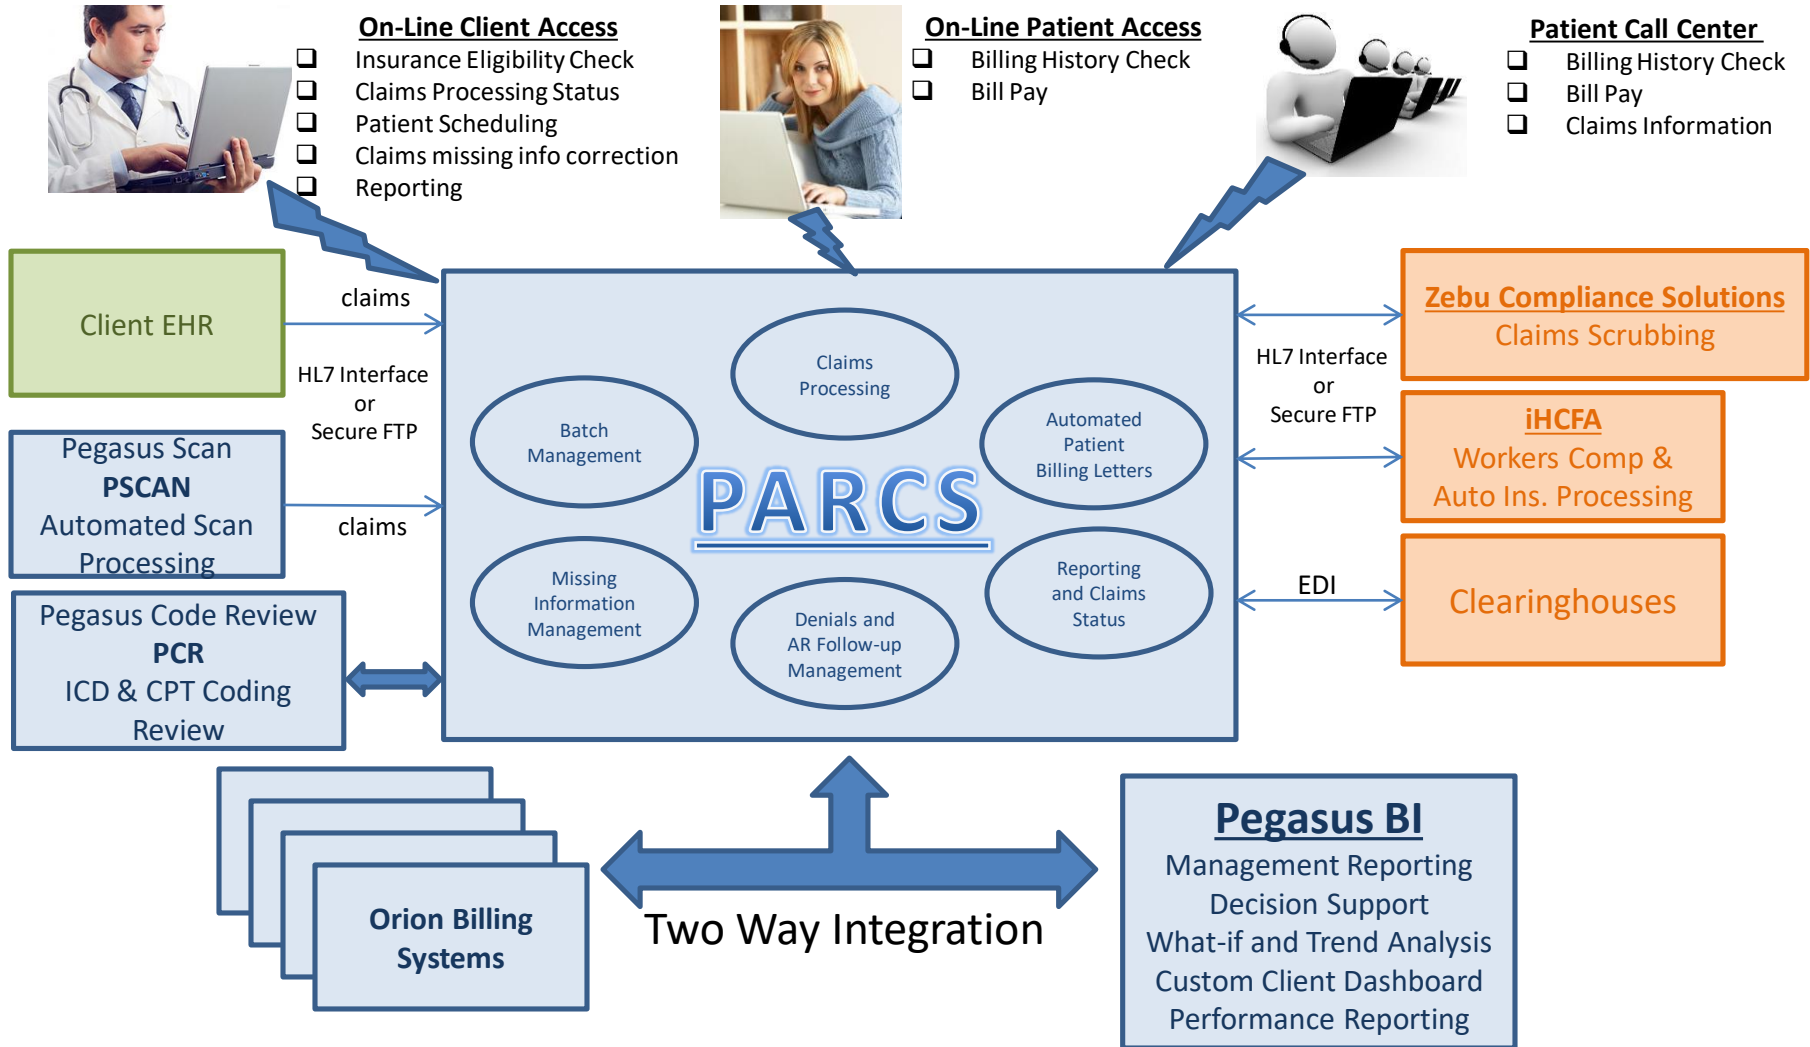 On-Line Client Access
Insurance Eligibility Check
Claims Processing Status
Patient Scheduling
Claims missing info correction
Reporting
On-Line Patient Access
Billing History Check
Bill Pay
Patient Call Center
Billing History Check
Bill Pay
Claims Information
Client EHR
claims
HL7 Interface
or
Secure FTP
Pegasus Scan
PSCAN
Automated Scan
Processing
claims
Pegasus Code Review
PCR
ICD & CPT Coding
Review
Claims
Processing
Batch
Management
Automated
Patient
Billing Letters
PARCS
Missing
Information
Management
Denials and
AR Follow-up
Management
Reporting
and Claims
Status
HL7 Interface
or
Secure FTP
EDI
Zebu Compliance Solutions
Claims Scrubbing
iHCFA
Workers Comp &
Auto Ins. Processing
Clearinghouses
Orion Billing
Systems
Two Way Integration
Pegasus BI
Management Reporting
Decision Support
What-if and Trend Analysis
Custom Client Dashboard
Performance Reporting